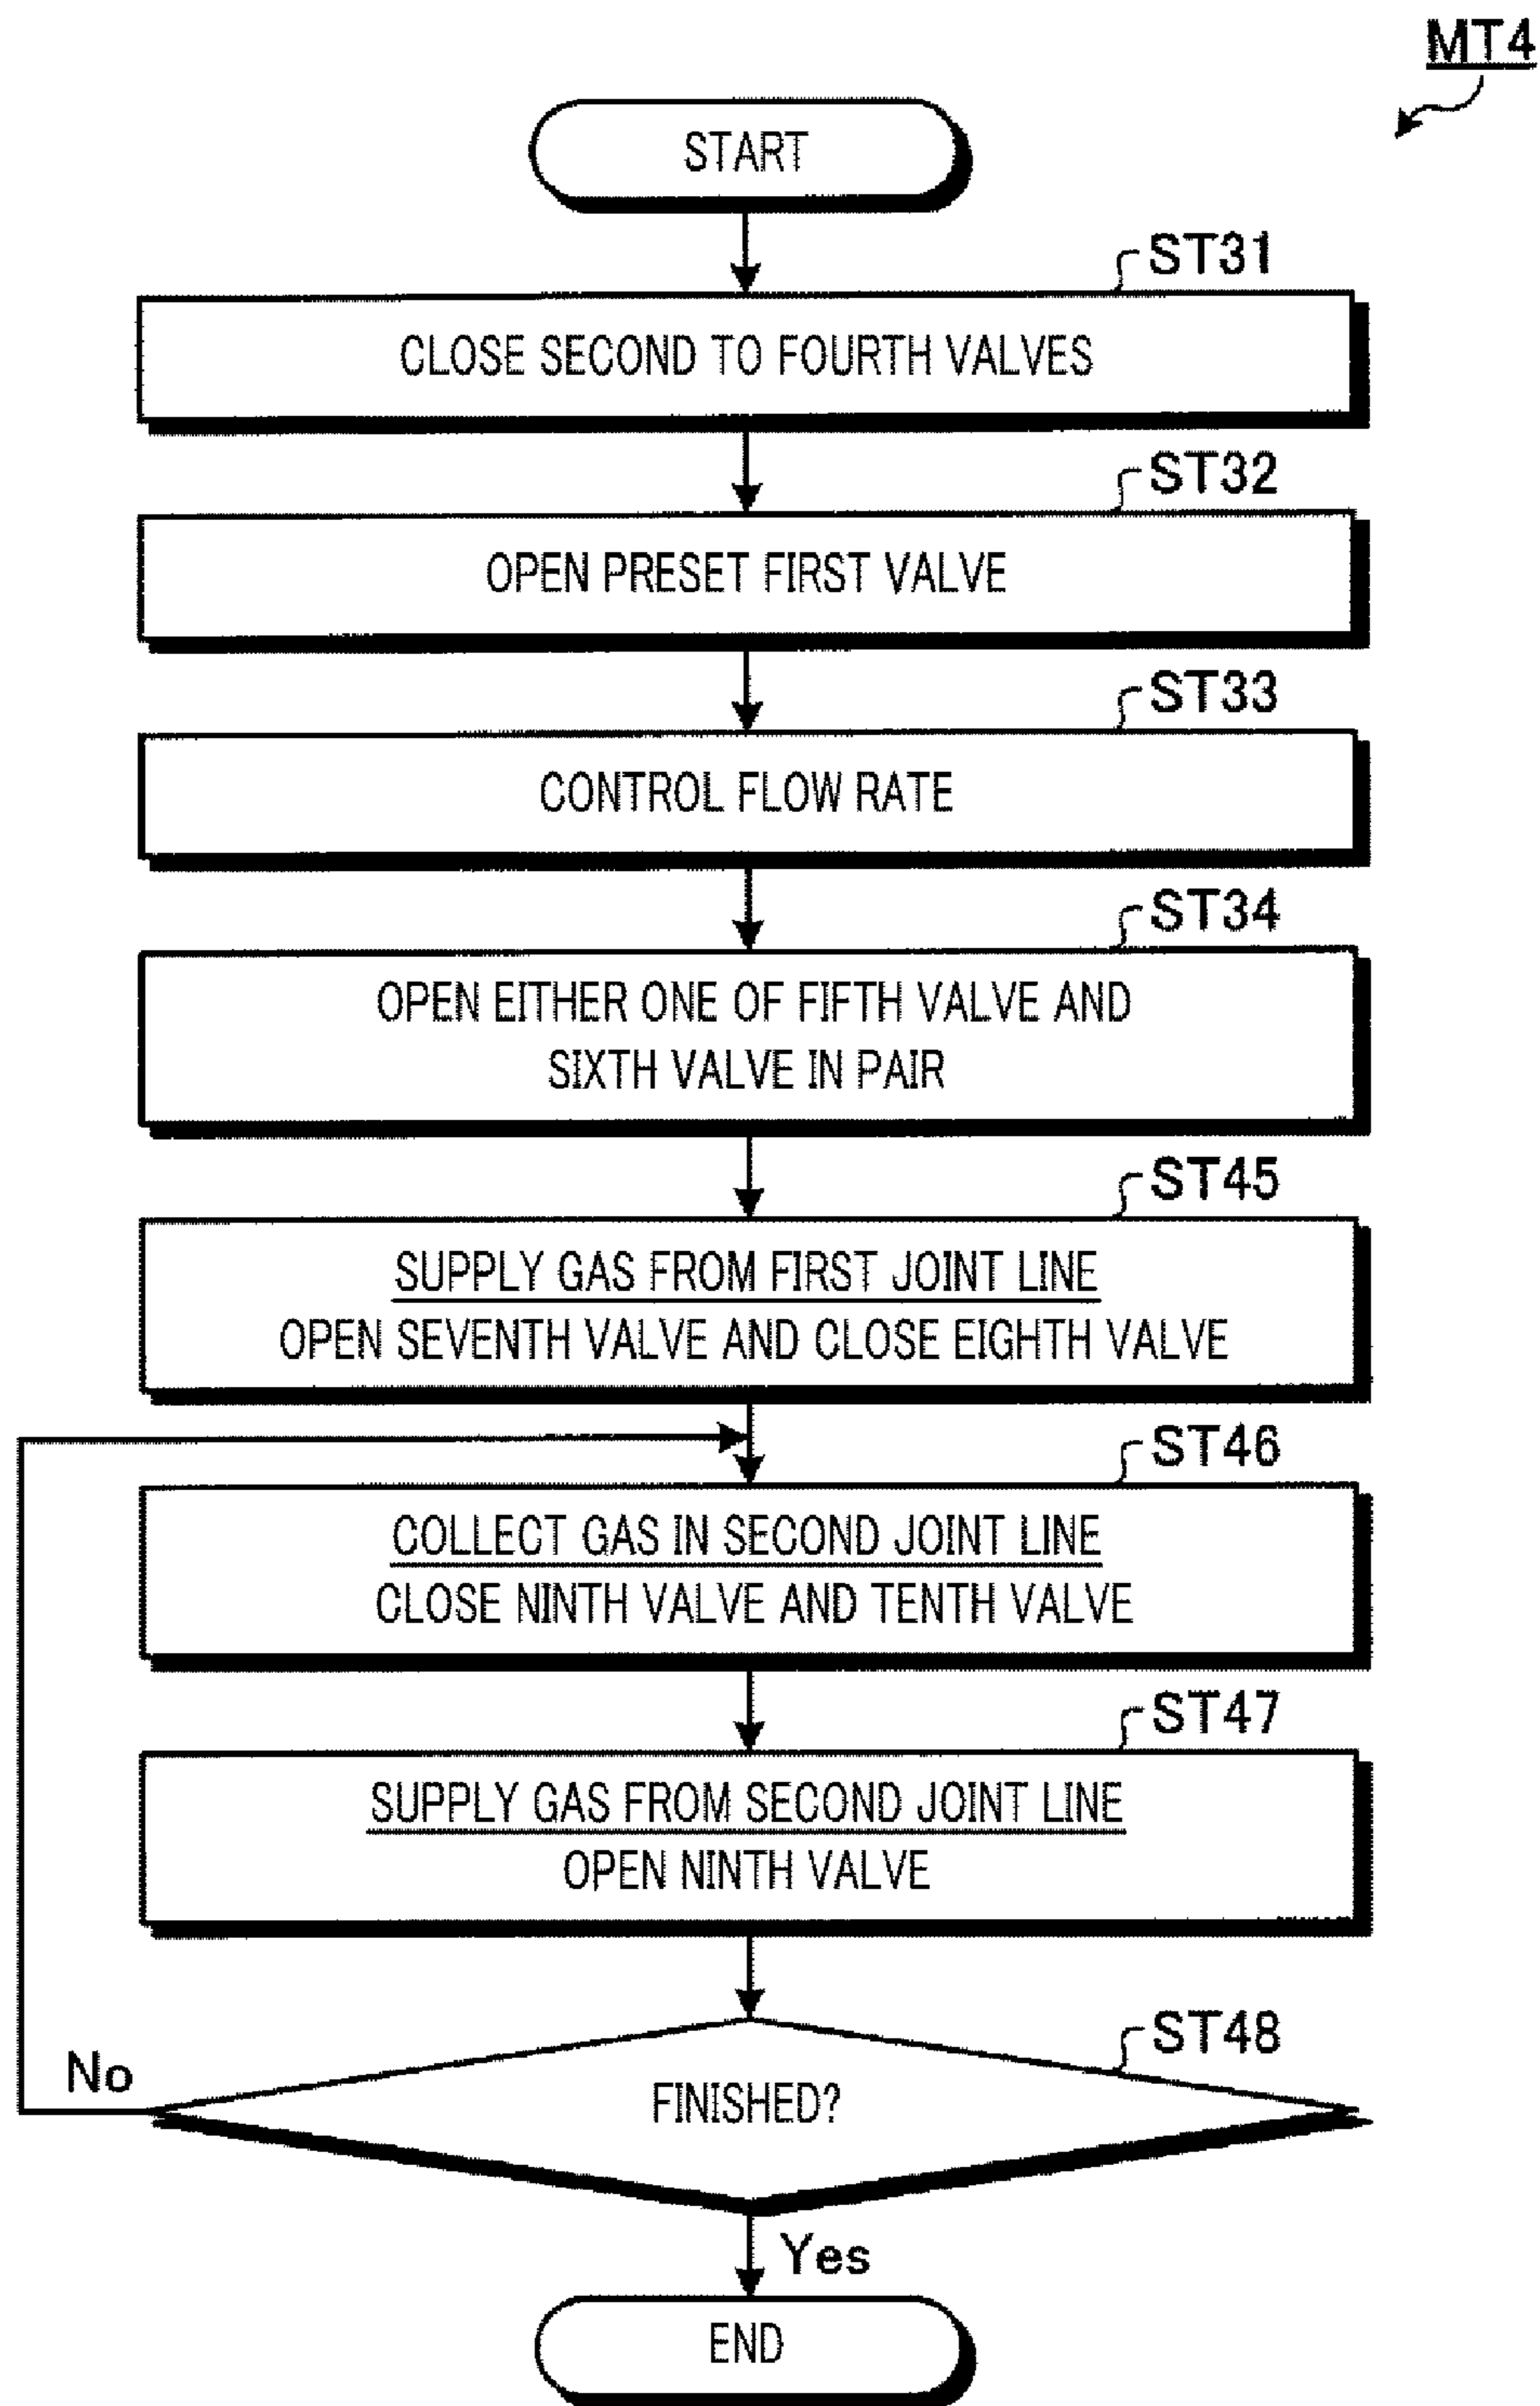 MT4
START
ST31
CLOSE SECOND TO FOURTH VALVES
ST32
OPEN PRESET FIRST VALVE
ST33
CONTROL FLOW RATE
ST34
OPEN EITHER ONE OF FIFTH VALVE AND
SIXTH VALVE IN PAIR
ST45
SUPPLY GAS FROM FIRST JOINT LINE
OPEN SEVENTH VALVE AND CLOSE EIGHTH VALVE
ST46
COLLECT GAS IN SECOND JOINT LINE
CLOSE NINTH VALVE AND TENTH VALVE
ST47
SUPPLY GAS FROM SECOND JOINT LINE
OPEN NINTH VALVE
ST48
No
FINISHED?
Yes
END